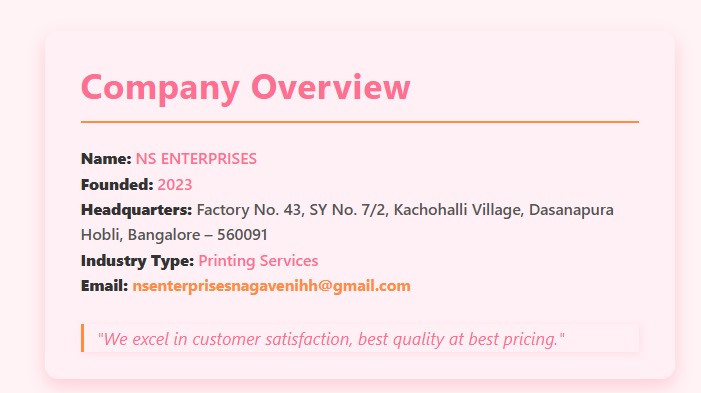 Company Overview
Name: NS ENTERPRISES
Founded: 2023
Headquarters: Factory No. 43, SY No. 7/2, Kachohalli Village, Dasanapura
Hobli, Bangalore – 560091
Industry Type: Printing Services
Email: nsenterprisesnagavenihh@gmail.com
"We excel in customer satisfaction, best quality at best pricing."